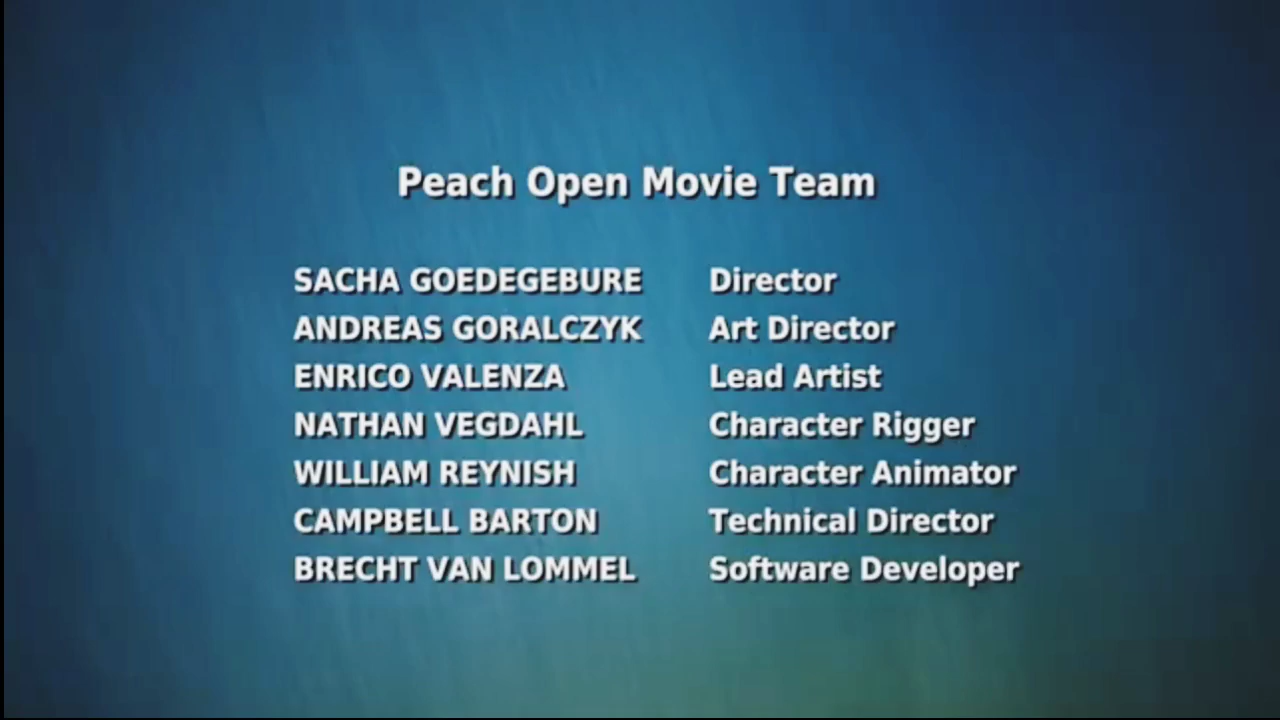 Peach Open Movie Team
SACHA GOEDEGEBURE Director
ANDREAS GORALCZYK Art Director
ENRICO VALENZA Lead Artist
NATHAN VEGDAHL Character Rigger
WILLIAM REYNISH Character Animator
CAMPBELL BARTON Technical Director
BRECHT VAN LOMMEL Software Developer